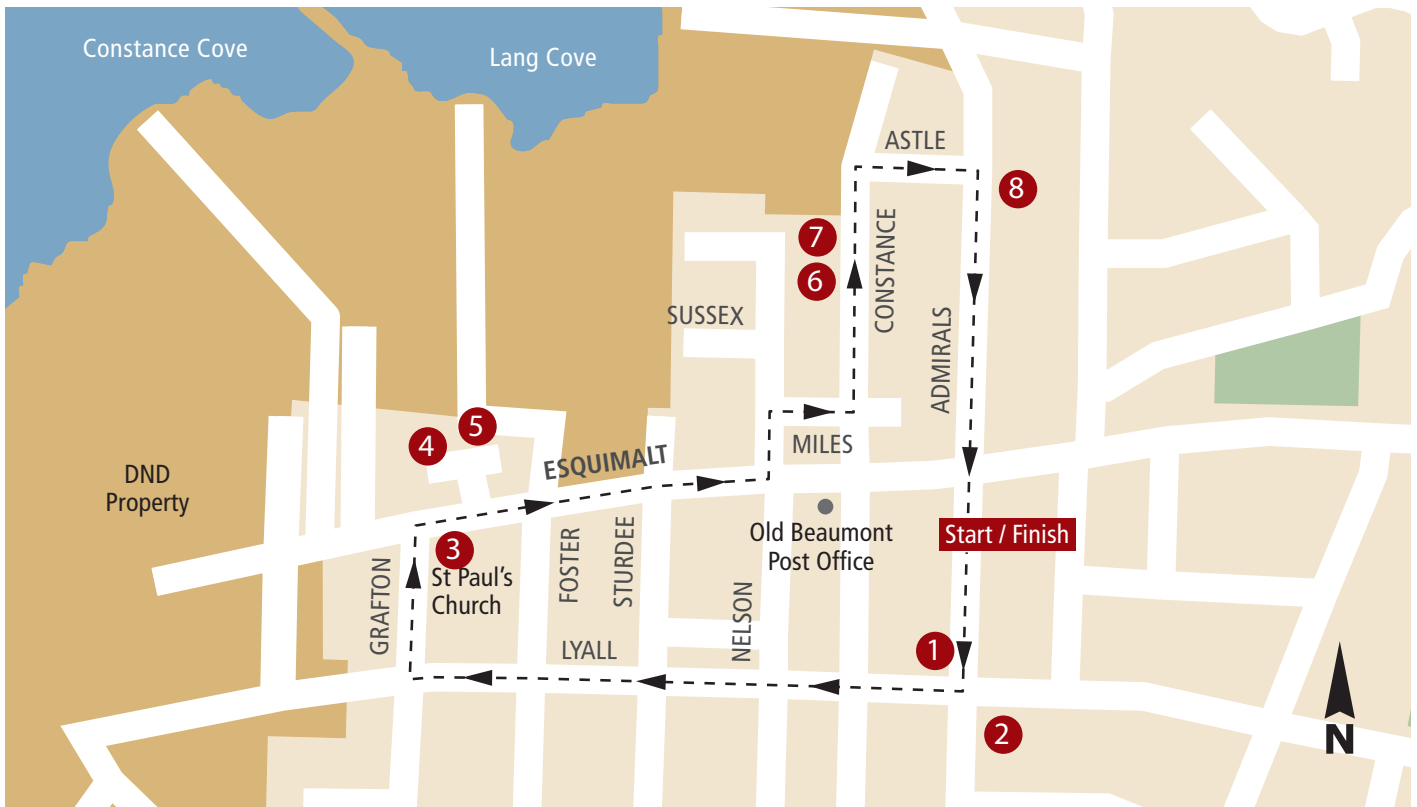 Constance Cove
Lang Cove
ASTLE
8
7
6
CONSTANCE
SUSSEX
ADMIRALS
5
4
MILES
ESQUIMALT
DND
Property
Old Beaumont
Post Office
Start / Finish
3
St Paul's
Church
GRAFTON
FOSTER
STURDEE
NELSON
LYALL
1
2
N